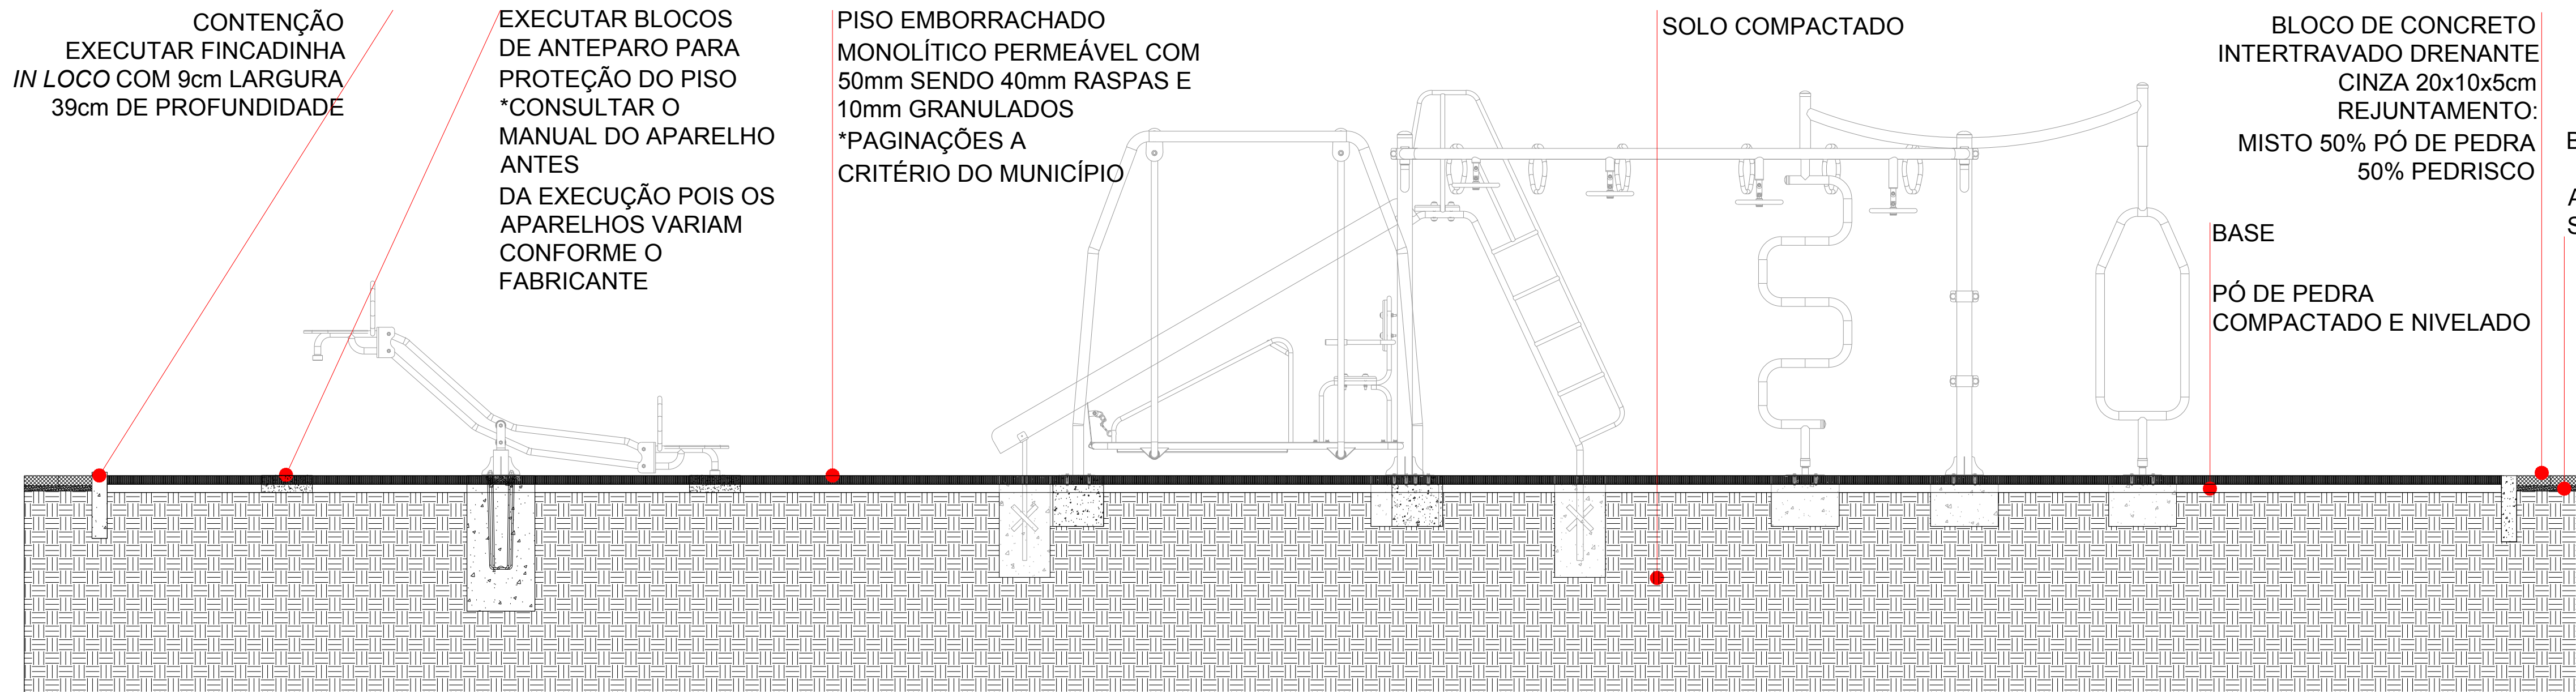 CONTENÇÃO
EXECUTAR FINCADINHA
IN LOCO COM 9cm LARGURA
39cm DE PROFUNDIDADE
EXECUTAR BLOCOS
DE ANTEPARO PARA
PROTEÇÃO DO PISO
*CONSULTAR O
MANUAL DO APARELHO
ANTES
DA EXECUÇÃO POIS OS
APARELHOS VARIAM
CONFORME O
FABRICANTE
PISO EMBORRACHADO
MONOLÍTICO PERMEÁVEL COM
50mm SENDO 40mm RASPAS E
10mm GRANULADOS
*PAGINAÇÕES A
CRITÉRIO DO MUNICÍPIO
SOLO COMPACTADO
BLOCO DE CONCRETO
INTERTRAVADO DRENANTE
CINZA 20x10x5cm
REJUNTAMENTO:
MISTO 50% PÓ DE PEDRA
50% PEDRISCO
BASE
PÓ DE PEDRA
COMPACTADO E NIVELADO